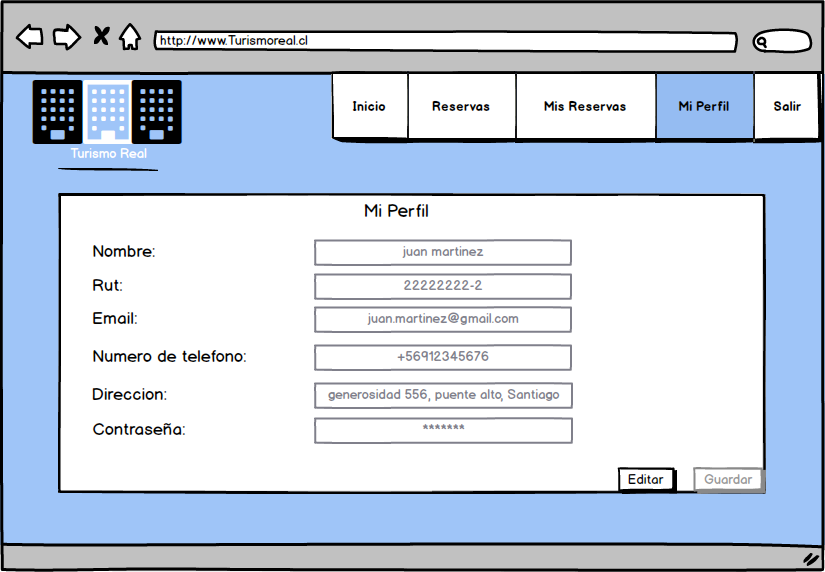 http://www.Turismoreal.cl
Inicio Reservas Mis Reservas Mi Perfil Salir
Turismo Real
Mi Perfil
Nombre: juan martinez
Rut: 22222222-2
Email: juan.martinez@gmail.com
Numero de telefono: +56912345676
Direccion: generosidad 556, puente alto, Santiago
Contraseña: *******
Editar Guardar